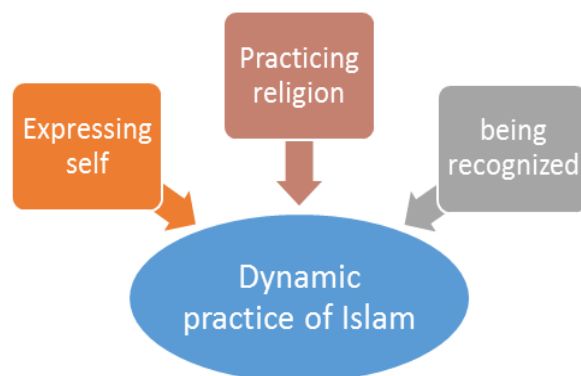 Practicing
religion
Expressing
self
being
recognized
Dynamic
practice of Islam